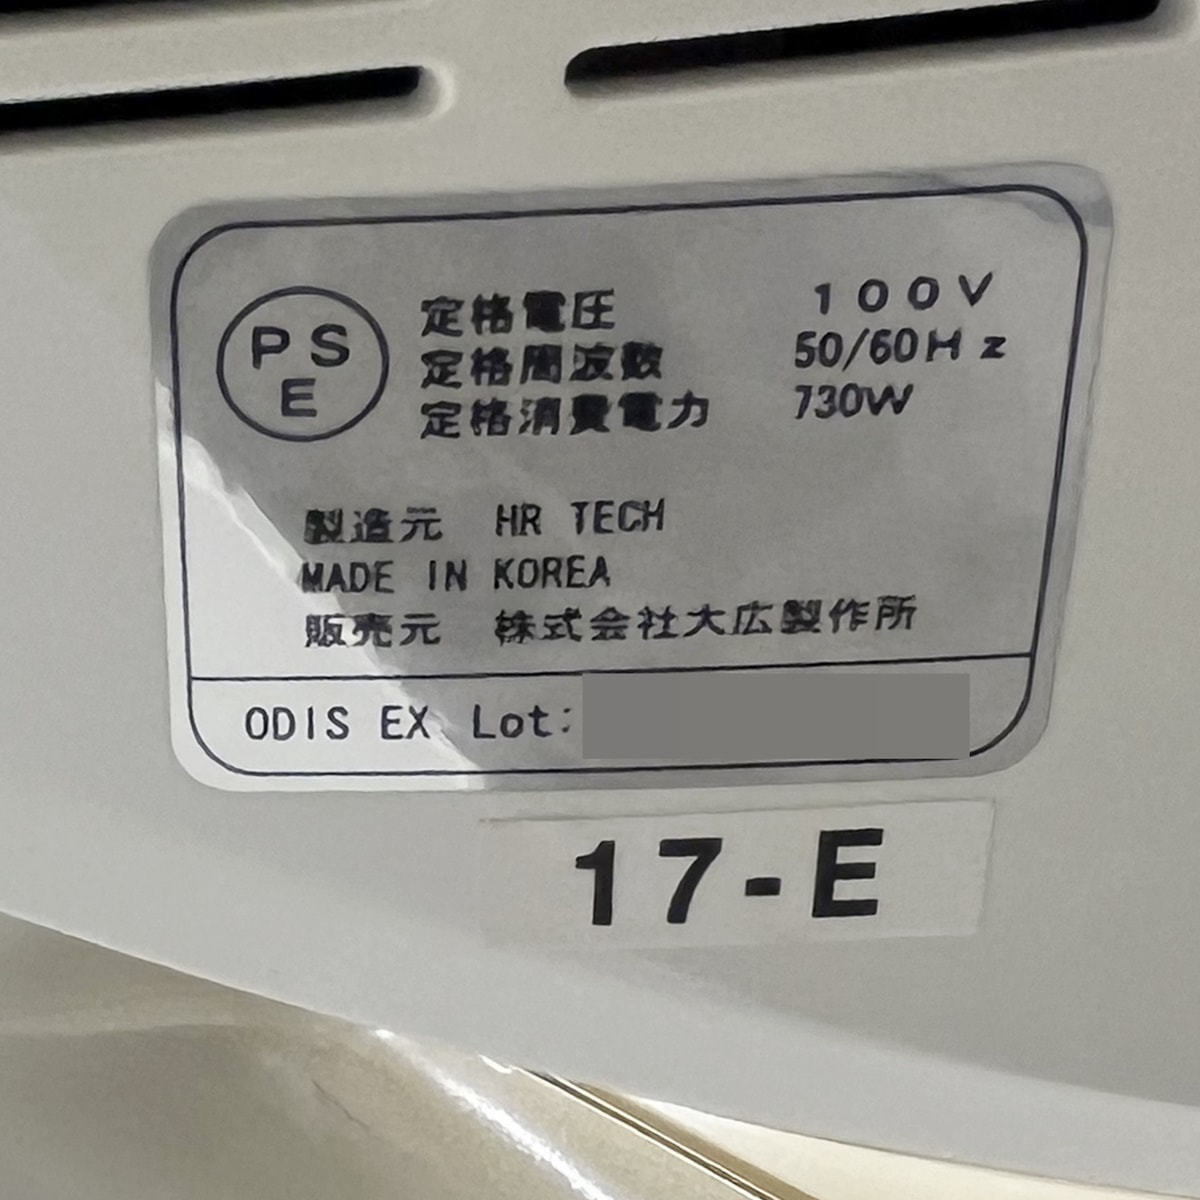 PS
E
定格電圧 100V
定格周波数 50/60Hz
定格消費電力 730W
製造元 HR TECH
MADE IN KOREA
販売元 株式会社大広製作所
ODIS EX Lot:
17-E